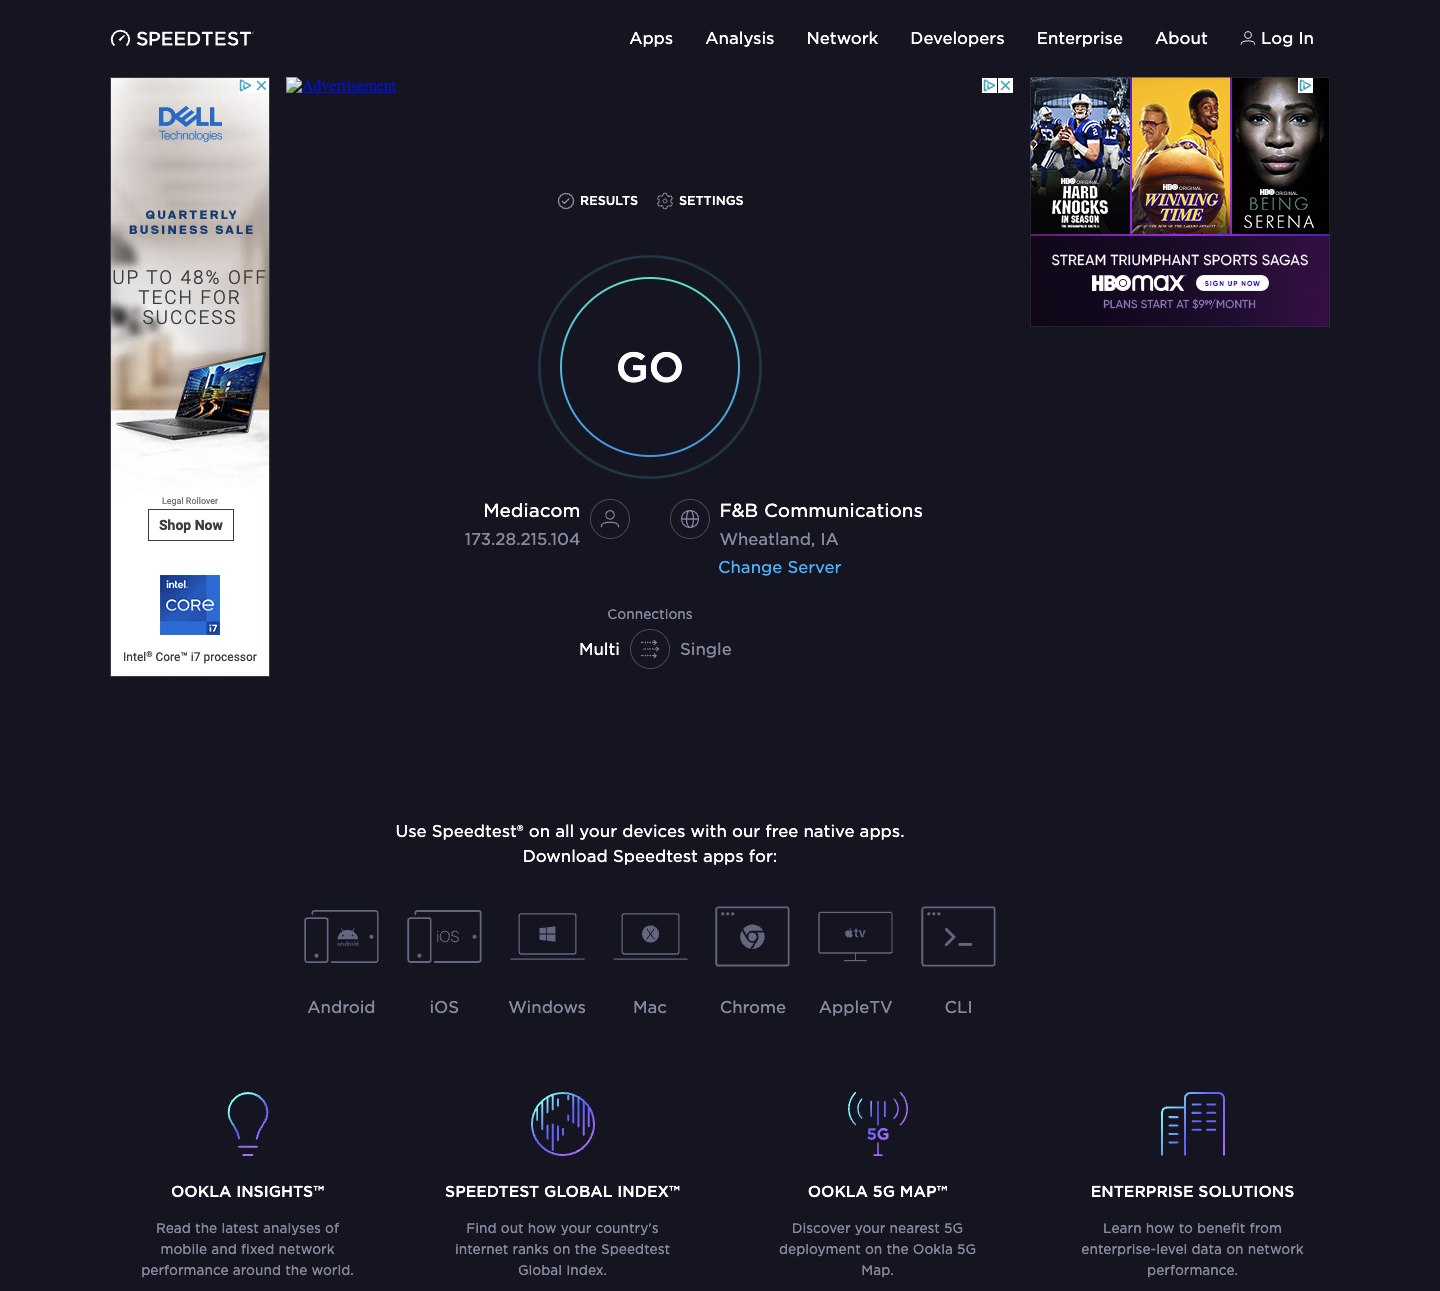 SPEEDTEST
Apps Analysis Network Developers Enterprise About Log In
DELL
Technologies
QUARTERLY
BUSINESS SALE
UP TO 48% OFF
TECH FOR
SUCCESS
Legal Rollover
Shop Now
intel.
CORE
i7
Intel® Core™ i7 processor
Advertisement
RESULTS SETTINGS
GO
Mediacom
173.28.215.104
F&B Communications
Wheatland, IA
Change Server
Connections
Multi Single
HBO ORIGINAL
HARD
KNOCKS
IN SEASON
HBO ORIGINAL
WINNING
TIME
HBO ORIGINAL
BEING
SERENA
STREAM TRIUMPHANT SPORTS SAGAS
HBOmax SIGN UP NOW
PLANS START AT $9⁹⁹/MONTH
Use Speedtest® on all your devices with our free native apps.
Download Speedtest apps for:
android iOS tv
Android iOS Windows Mac Chrome AppleTV CLI
5G
OOKLA INSIGHTS™
Read the latest analyses of
mobile and fixed network
performance around the world.
SPEEDTEST GLOBAL INDEX™
Find out how your country's
internet ranks on the Speedtest
Global Index.
OOKLA 5G MAP™
Discover your nearest 5G
deployment on the Ookla 5G
Map.
ENTERPRISE SOLUTIONS
Learn how to benefit from
enterprise-level data on network
performance.